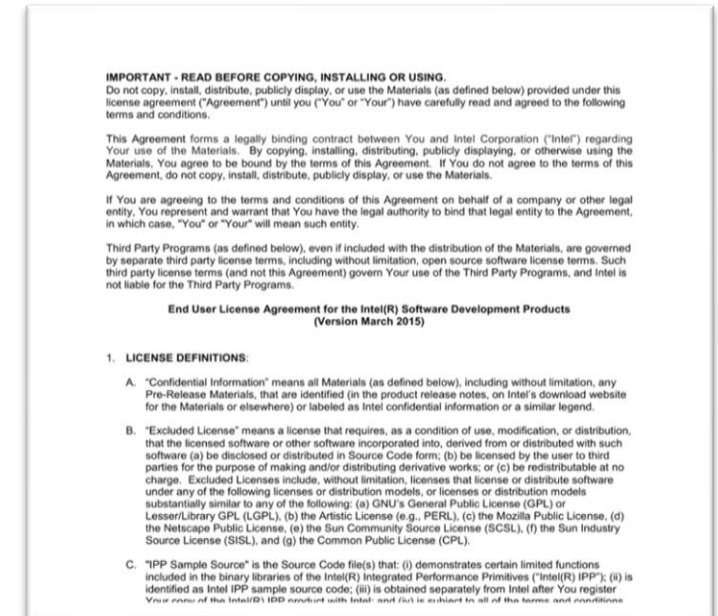 IMPORTANT - READ BEFORE COPYING, INSTALLING OR USING.
Do not copy, install, distribute, publicly display, or use the Materials (as defined below) provided under this
license agreement ("Agreement") until you ("You" or "Your") have carefully read and agreed to the following
terms and conditions.
This Agreement forms a legally binding contract between You and Intel Corporation ("Intel") regarding
Your use of the Materials. By copying, installing, distributing, publicly displaying, or otherwise using the
Materials, You agree to be bound by the terms of this Agreement. If You do not agree to the terms of this
Agreement, do not copy, install, distribute, publicly display, or use the Materials.
If You are agreeing to the terms and conditions of this Agreement on behalf of a company or other legal
entity, You represent and warrant that You have the legal authority to bind that legal entity to the Agreement,
in which case, "You" or "Your" will mean such entity.
Third Party Programs (as defined below), even if included with the distribution of the Materials, are governed
by separate third party license terms, including without limitation, open source software license terms. Such
third party license terms (and not this Agreement) govern Your use of the Third Party Programs, and Intel is
not liable for the Third Party Programs.
End User License Agreement for the Intel(R) Software Development Products
(Version March 2015)
1. LICENSE DEFINITIONS:
A. "Confidential Information" means all Materials (as defined below), including without limitation, any
Pre-Release Materials, that are identified (in the product release notes, on Intel's download website
for the Materials or elsewhere) or labeled as Intel confidential information or a similar legend.
B. "Excluded License" means a license that requires, as a condition of use, modification, or distribution,
that the licensed software or other software incorporated into, derived from or distributed with such
software (a) be disclosed or distributed in Source Code form; (b) be licensed by the user to third
parties for the purpose of making and/or distributing derivative works; or (c) be redistributable at no
charge. Excluded Licenses include, without limitation, licenses that license or distribute software
under any of the following licenses or distribution models, or licenses or distribution models
substantially similar to any of the following: (a) GNU's General Public License (GPL) or
Lesser/Library GPL (LGPL), (b) the Artistic License (e.g., PERL), (c) the Mozilla Public License, (d)
the Netscape Public License, (e) the Sun Community Source License (SCSL), (f) the Sun Industry
Source License (SISL), and (g) the Common Public License (CPL).
C. "IPP Sample Source" is the Source Code file(s) that: (i) demonstrates certain limited functions
included in the binary libraries of the Intel(R) Integrated Performance Primitives ("Intel(R) IPP"); (ii) is
identified as Intel IPP sample source code; (iii) is obtained separately from Intel after You register
Your copy of the Intel(R) IPP product with Intel; and (iv) is subject to all of the terms and conditions